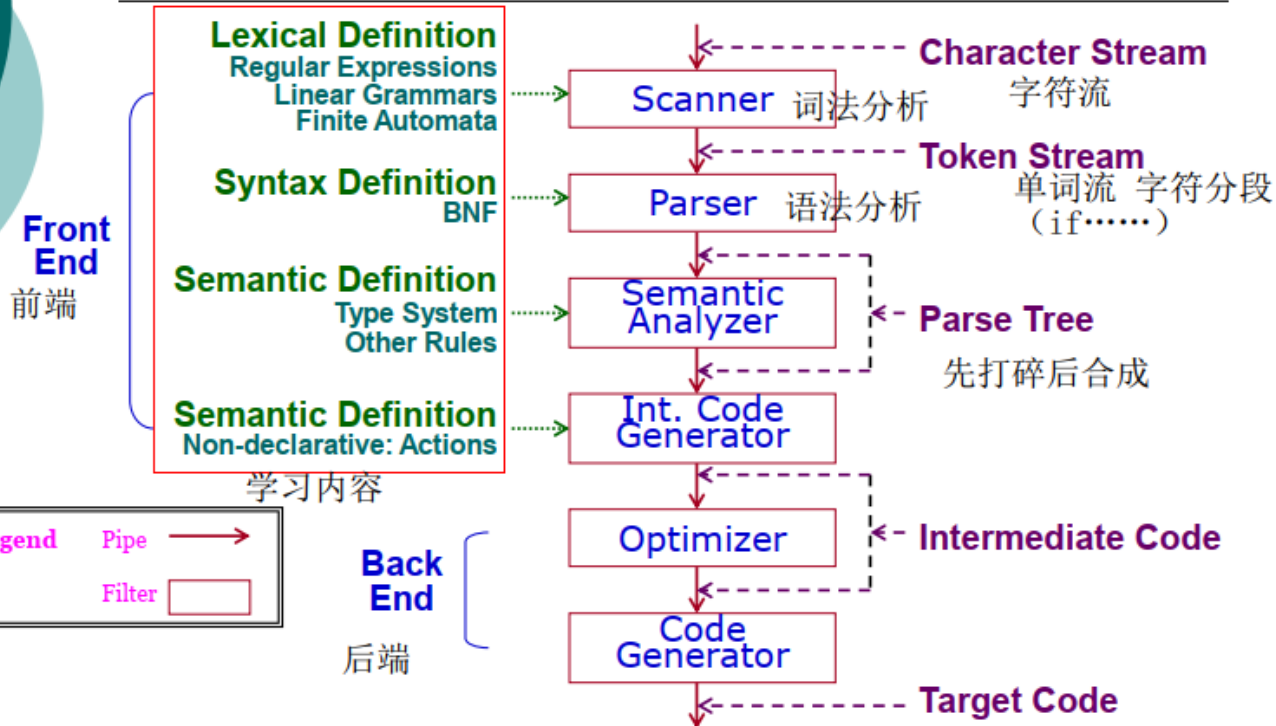 Lexical Definition
Regular Expressions
Linear Grammars
Finite Automata
Scanner 词法分析
Character Stream
字符流
Token Stream
单词流 字符分段
（if……）
Syntax Definition
BNF
Parser 语法分析
Front
End
前端
Semantic Definition
Type System
Other Rules
Semantic
Analyzer
Parse Tree
先打碎后合成
Semantic Definition
Non-declarative: Actions
Int. Code
Generator
学习内容
gend
Pipe
Filter
Optimizer
Intermediate Code
Back
End
后端
Code
Generator
Target Code